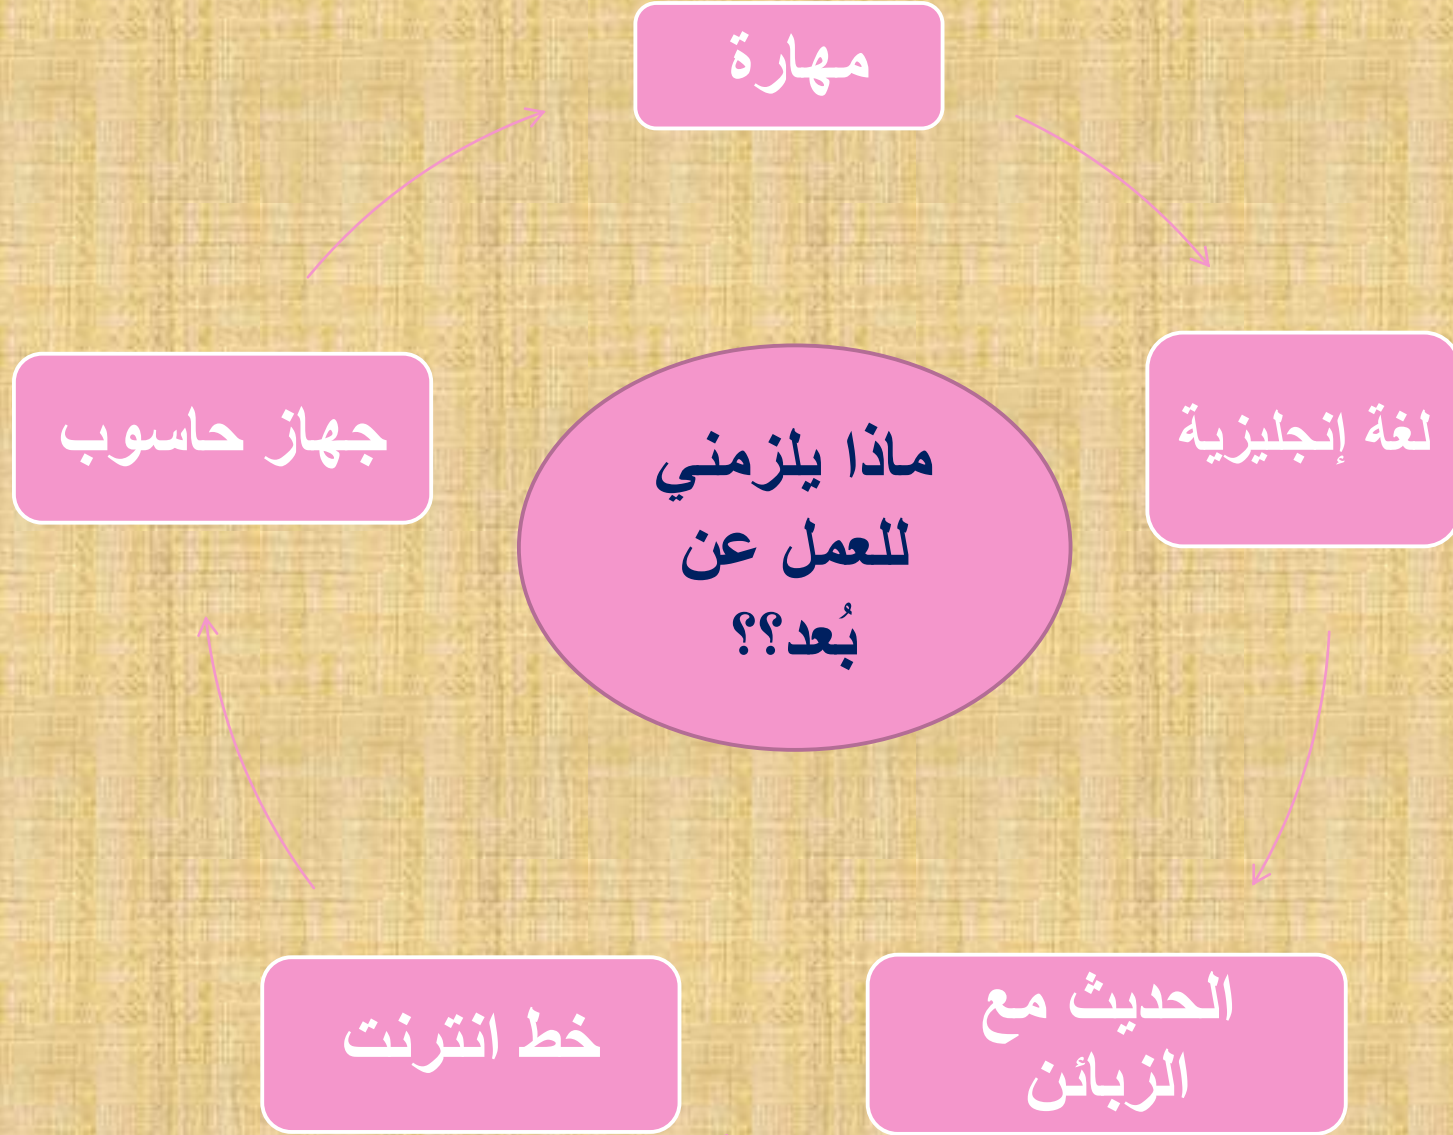 مهارة
لغة إنجليزية
الحديث مع
الزبائن
خط انترنت
جهاز حاسوب
ماذا يلزمني
للعمل عن
بُعد؟؟